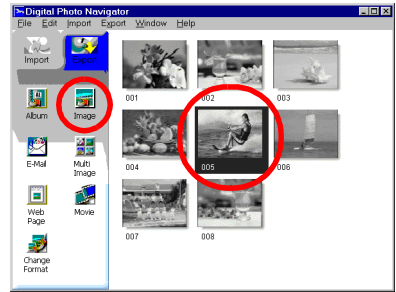 Digital Photo Navigator
File Edit Import Export Window Help
Import Export
001 002 003
Album Image
004 005 006
E-Mail Multi Image
Web Page Movie
007 008
Change Format